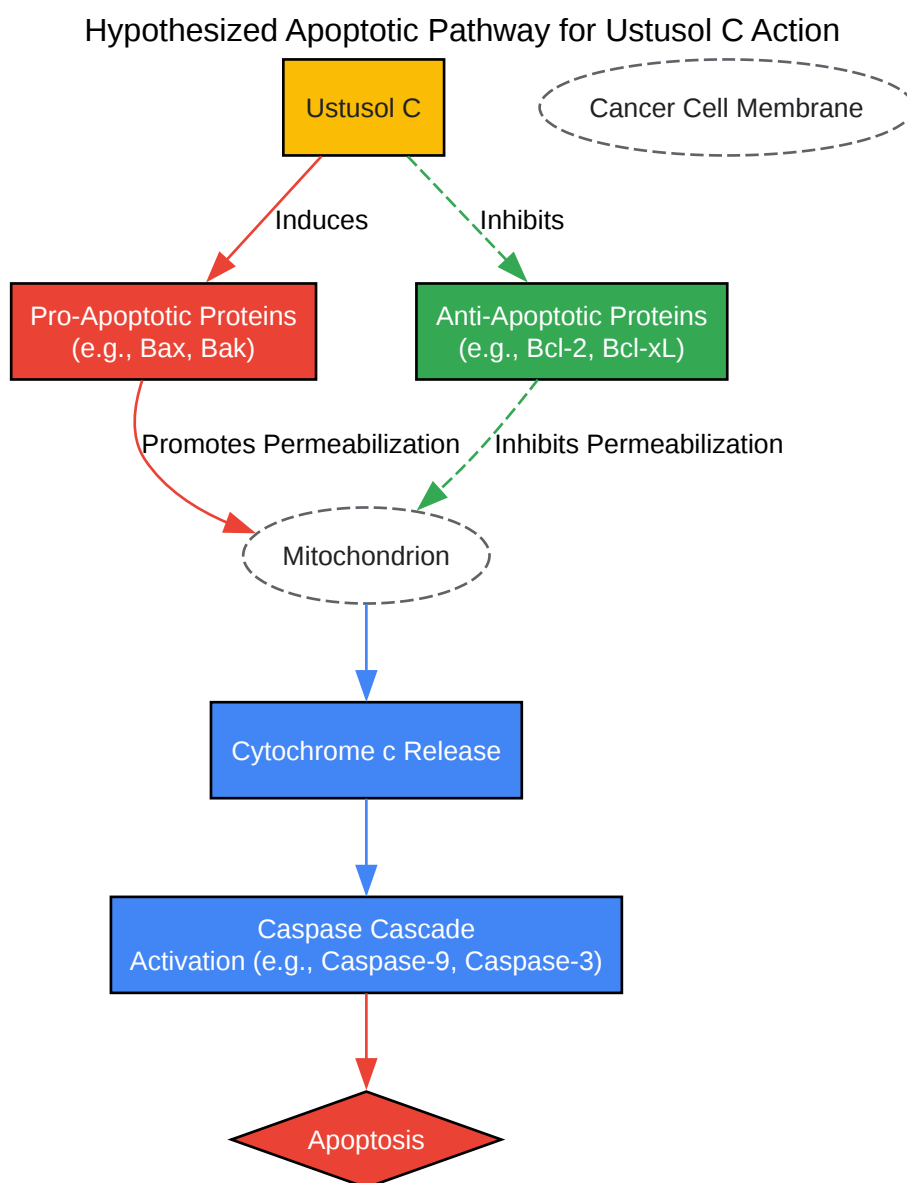 Hypothesized Apoptotic Pathway for Ustusol C Action
Ustusol C
Cancer Cell Membrane
Induces
Inhibits
Pro-Apoptotic Proteins
(e.g., Bax, Bak)
Anti-Apoptotic Proteins
(e.g., Bcl-2, Bcl-xL)
Promotes Permeabilization
Inhibits Permeabilization
Mitochondrion
Cytochrome c Release
Caspase Cascade
Activation (e.g., Caspase-9, Caspase-3)
Apoptosis